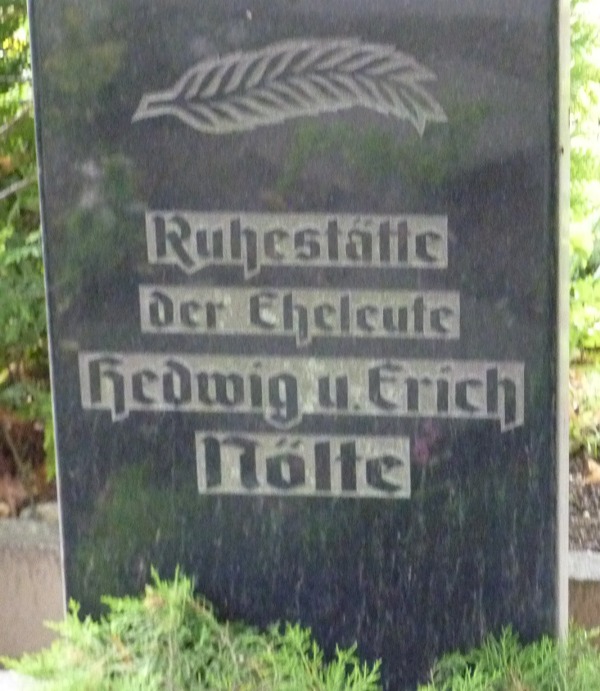 Ruhestätte
der Eheleute
Hedwig u. Erich
Nölte